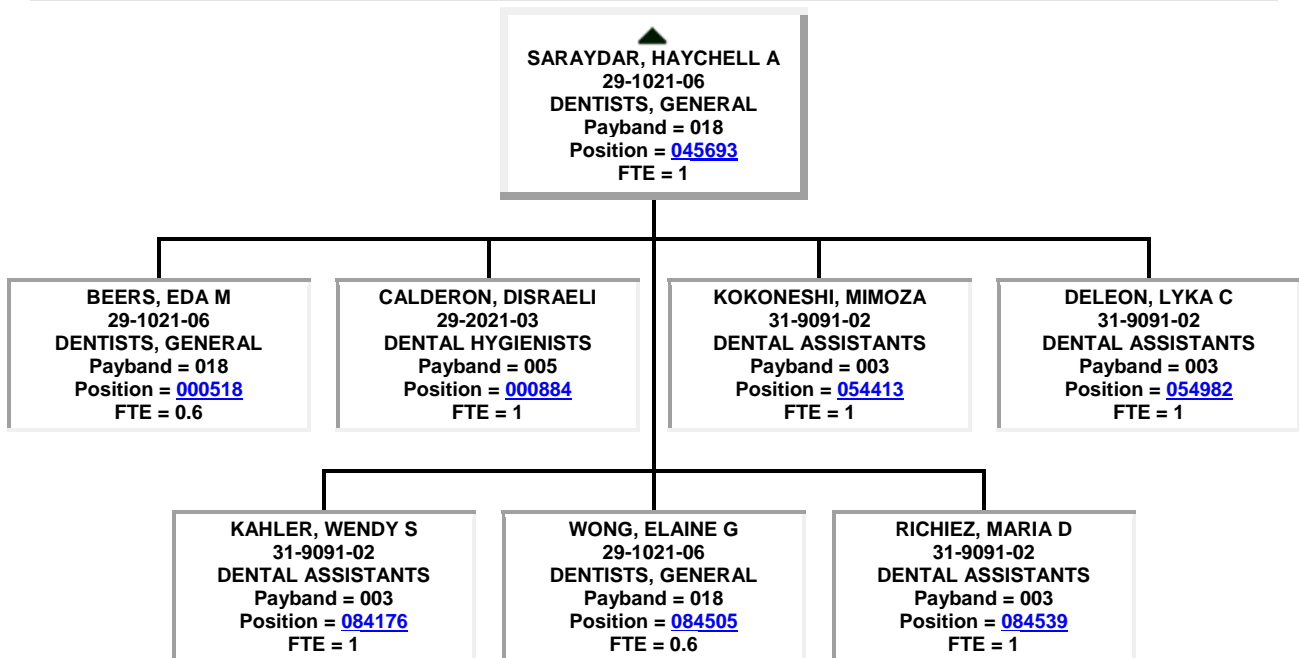 SARAYDAR, HAYCHELL A
29-1021-06
DENTISTS, GENERAL
Payband = 018
Position = 045693
FTE = 1
BEERS, EDA M
29-1021-06
DENTISTS, GENERAL
Payband = 018
Position = 000518
FTE = 0.6
CALDERON, DISRAELI
29-2021-03
DENTAL HYGIENISTS
Payband = 005
Position = 000884
FTE = 1
KOKONESHI, MIMOZA
31-9091-02
DENTAL ASSISTANTS
Payband = 003
Position = 054413
FTE = 1
DELEON, LYKA C
31-9091-02
DENTAL ASSISTANTS
Payband = 003
Position = 054982
FTE = 1
KAHLER, WENDY S
31-9091-02
DENTAL ASSISTANTS
Payband = 003
Position = 084176
FTE = 1
WONG, ELAINE G
29-1021-06
DENTISTS, GENERAL
Payband = 018
Position = 084505
FTE = 0.6
RICHIEZ, MARIA D
31-9091-02
DENTAL ASSISTANTS
Payband = 003
Position = 084539
FTE = 1